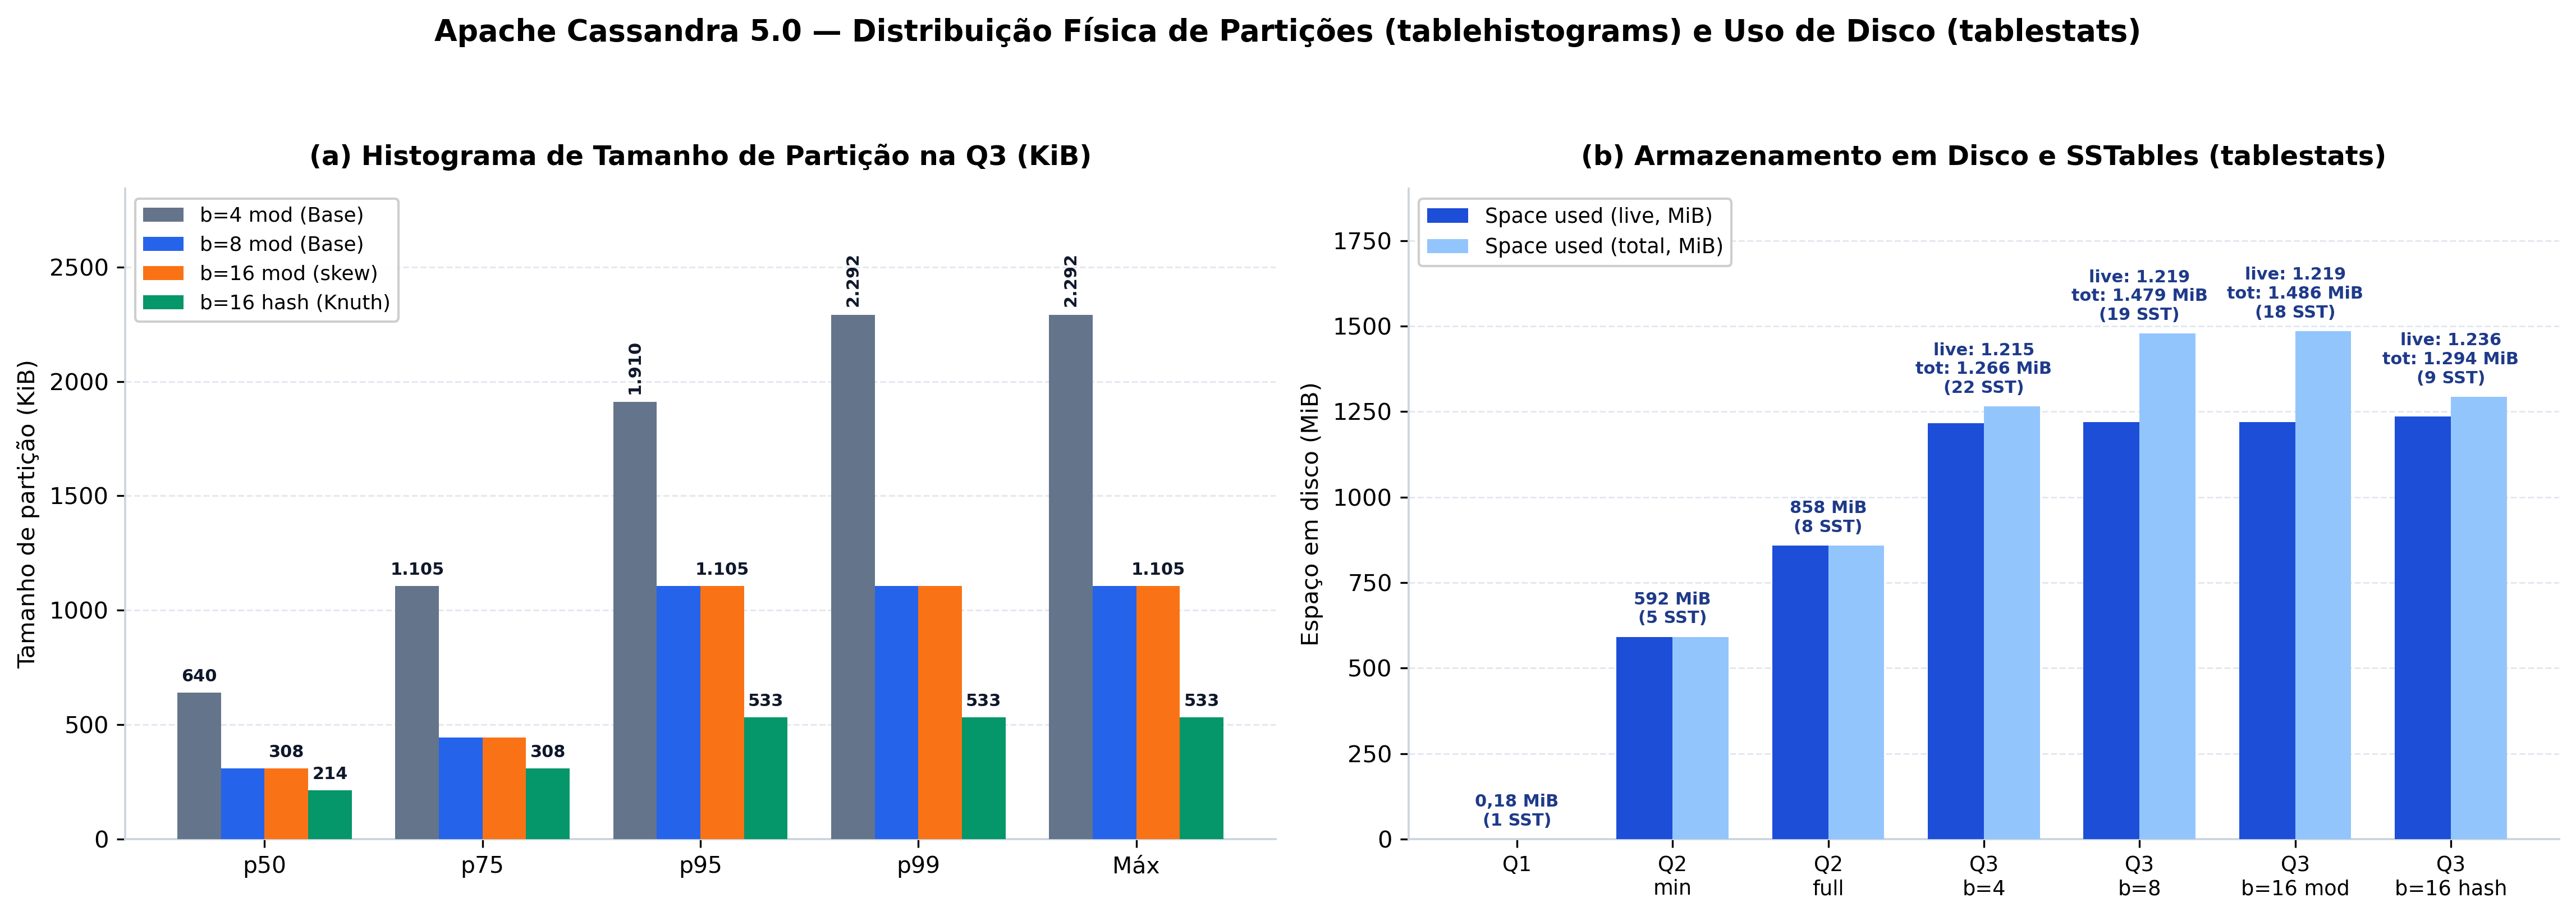 Apache Cassandra 5.0 — Distribuição Física de Partições (tablehistograms) e Uso de Disco (tablestats)
(a) Histograma de Tamanho de Partição na Q3 (KiB)
b=4 mod (Base)
b=8 mod (Base)
b=16 mod (skew)
b=16 hash (Knuth)
Tamanho de partição (KiB)
2500
2000
1500
1000
500
0
640
308
214
1.105
308
1.910
1.105
533
2.292
533
2.292
1.105
533
p50
p75
p95
p99
Máx
(b) Armazenamento em Disco e SSTables (tablestats)
Space used (live, MiB)
Space used (total, MiB)
Espaço em disco (MiB)
1750
1500
1250
1000
750
500
250
0
0,18 MiB
(1 SST)
592 MiB
(5 SST)
858 MiB
(8 SST)
live: 1.215
tot: 1.266 MiB
(22 SST)
live: 1.219
tot: 1.479 MiB
(19 SST)
live: 1.219
tot: 1.486 MiB
(18 SST)
live: 1.236
tot: 1.294 MiB
(9 SST)
Q1
Q2
min
Q2
full
Q3
b=4
Q3
b=8
Q3
b=16 mod
Q3
b=16 hash